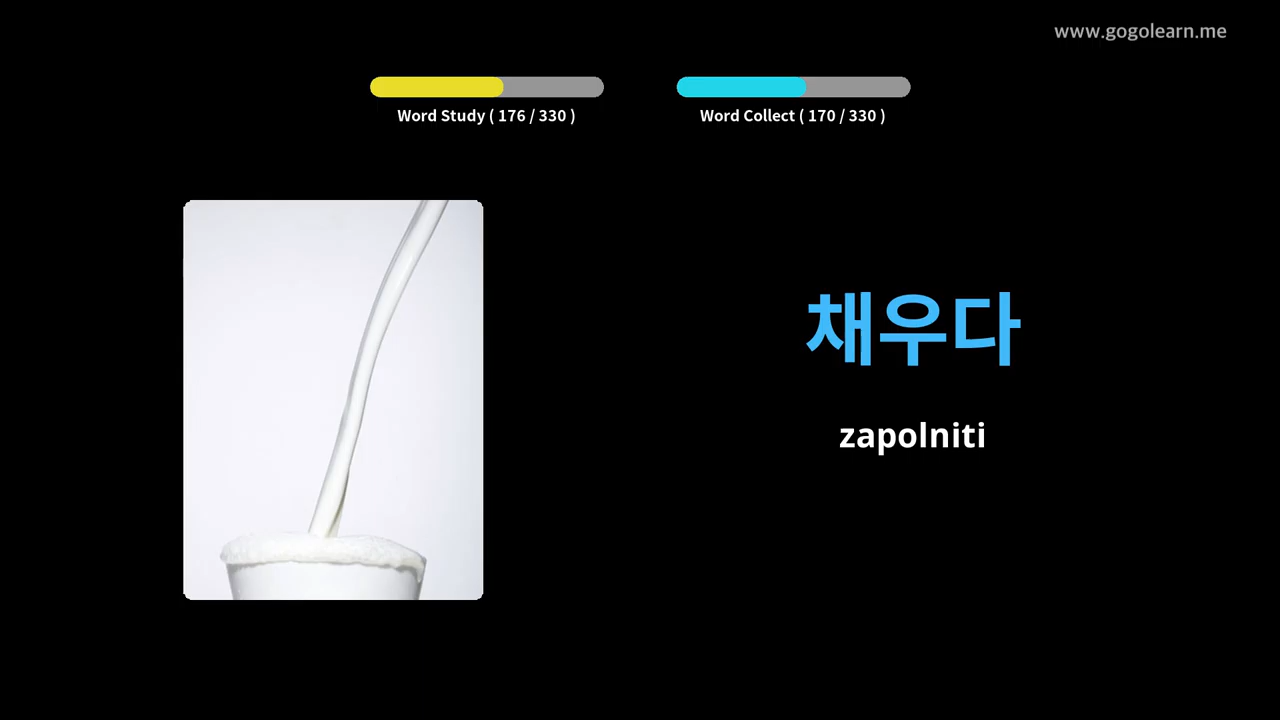 www.gogolearn.me
Word Study ( 176 / 330 )
Word Collect ( 170 / 330 )
채우다
zapolniti